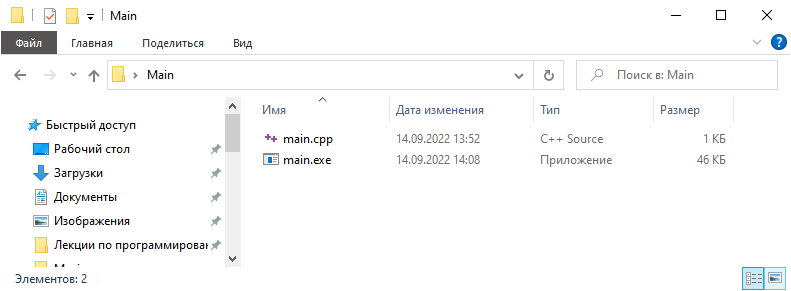 Main
Файл Главная Поделиться Вид
Main Поиск в: Main
Имя Дата изменения Тип Размер
Быстрый доступ
main.cpp 14.09.2022 13:52 C++ Source 1 КБ
Рабочий стол
main.exe 14.09.2022 14:08 Приложение 46 КБ
Загрузки
Документы
Изображения
Лекции по программирован
Элементов: 2